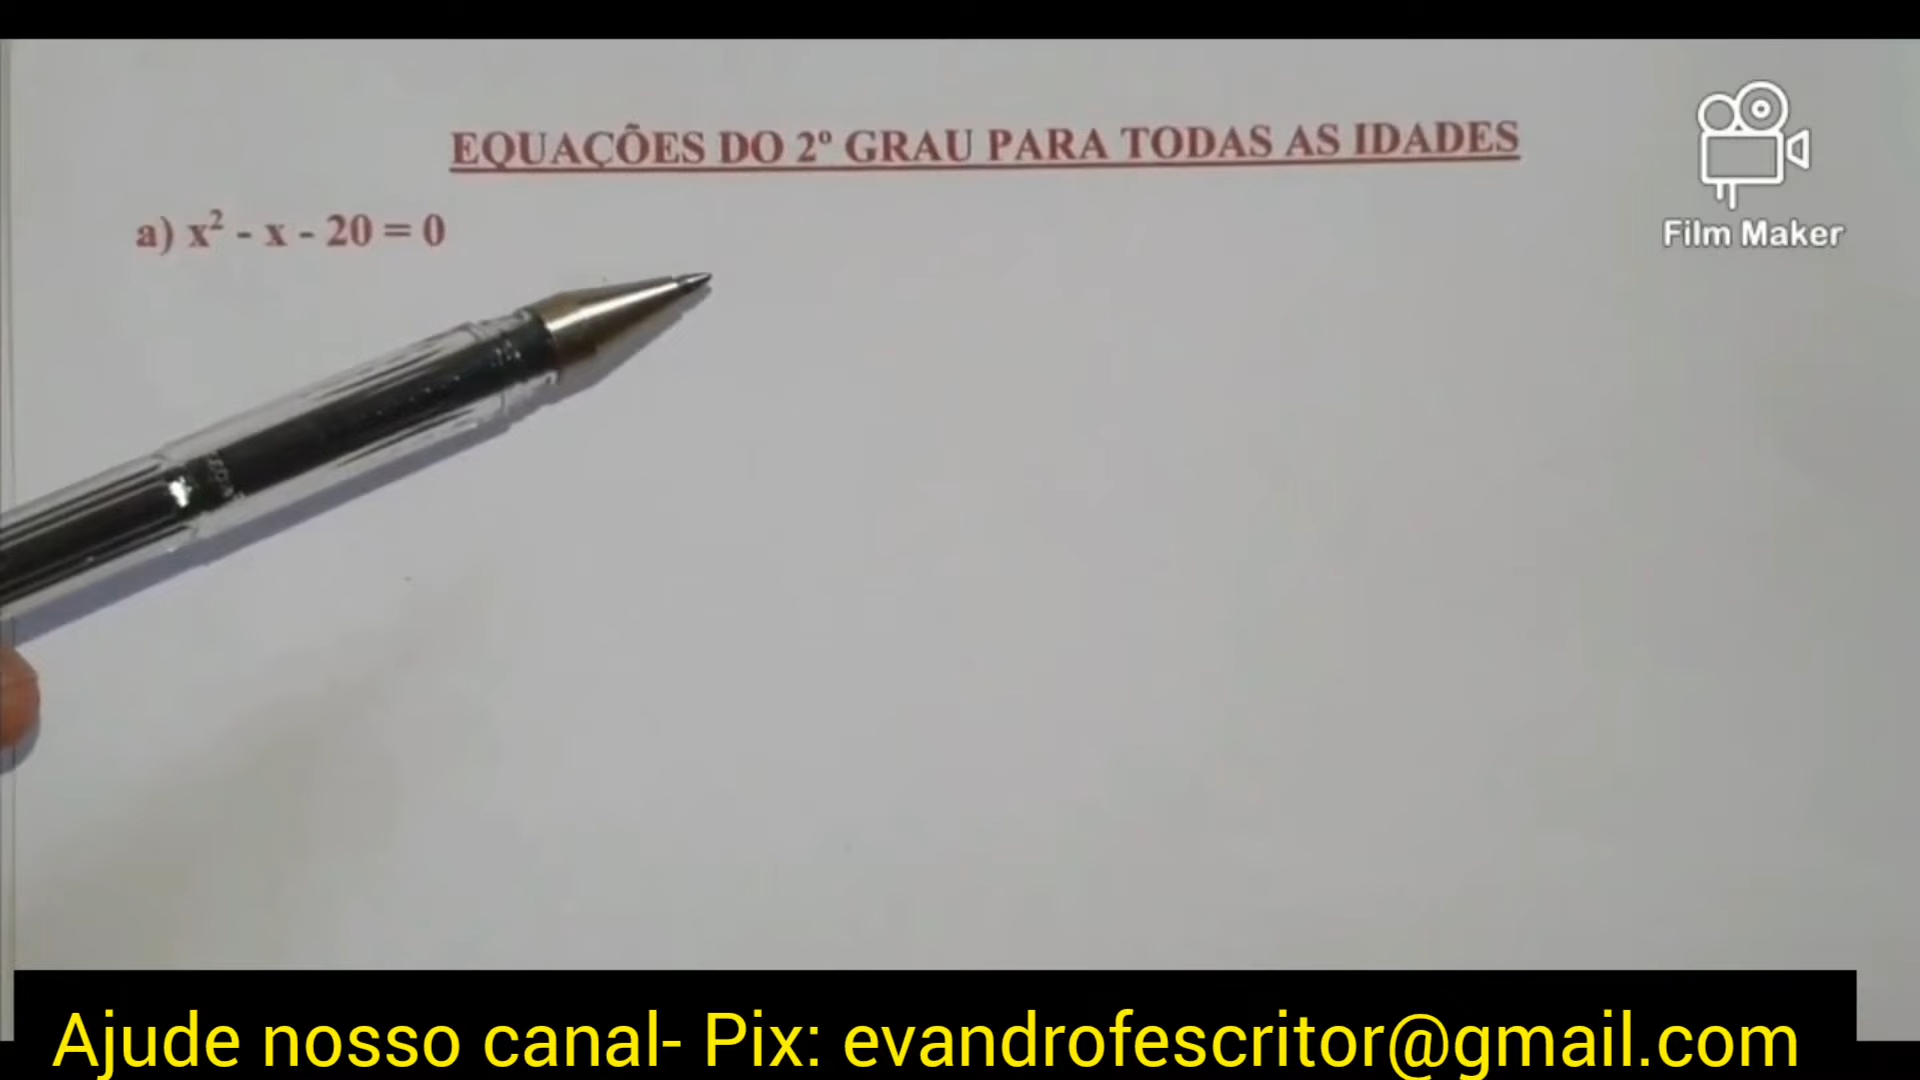 EQUAÇÕES DO 2º GRAU PARA TODAS AS IDADES
a) x² - x - 20 = 0
Film Maker
Ajude nosso canal- Pix: evandrofescritor@gmail.com